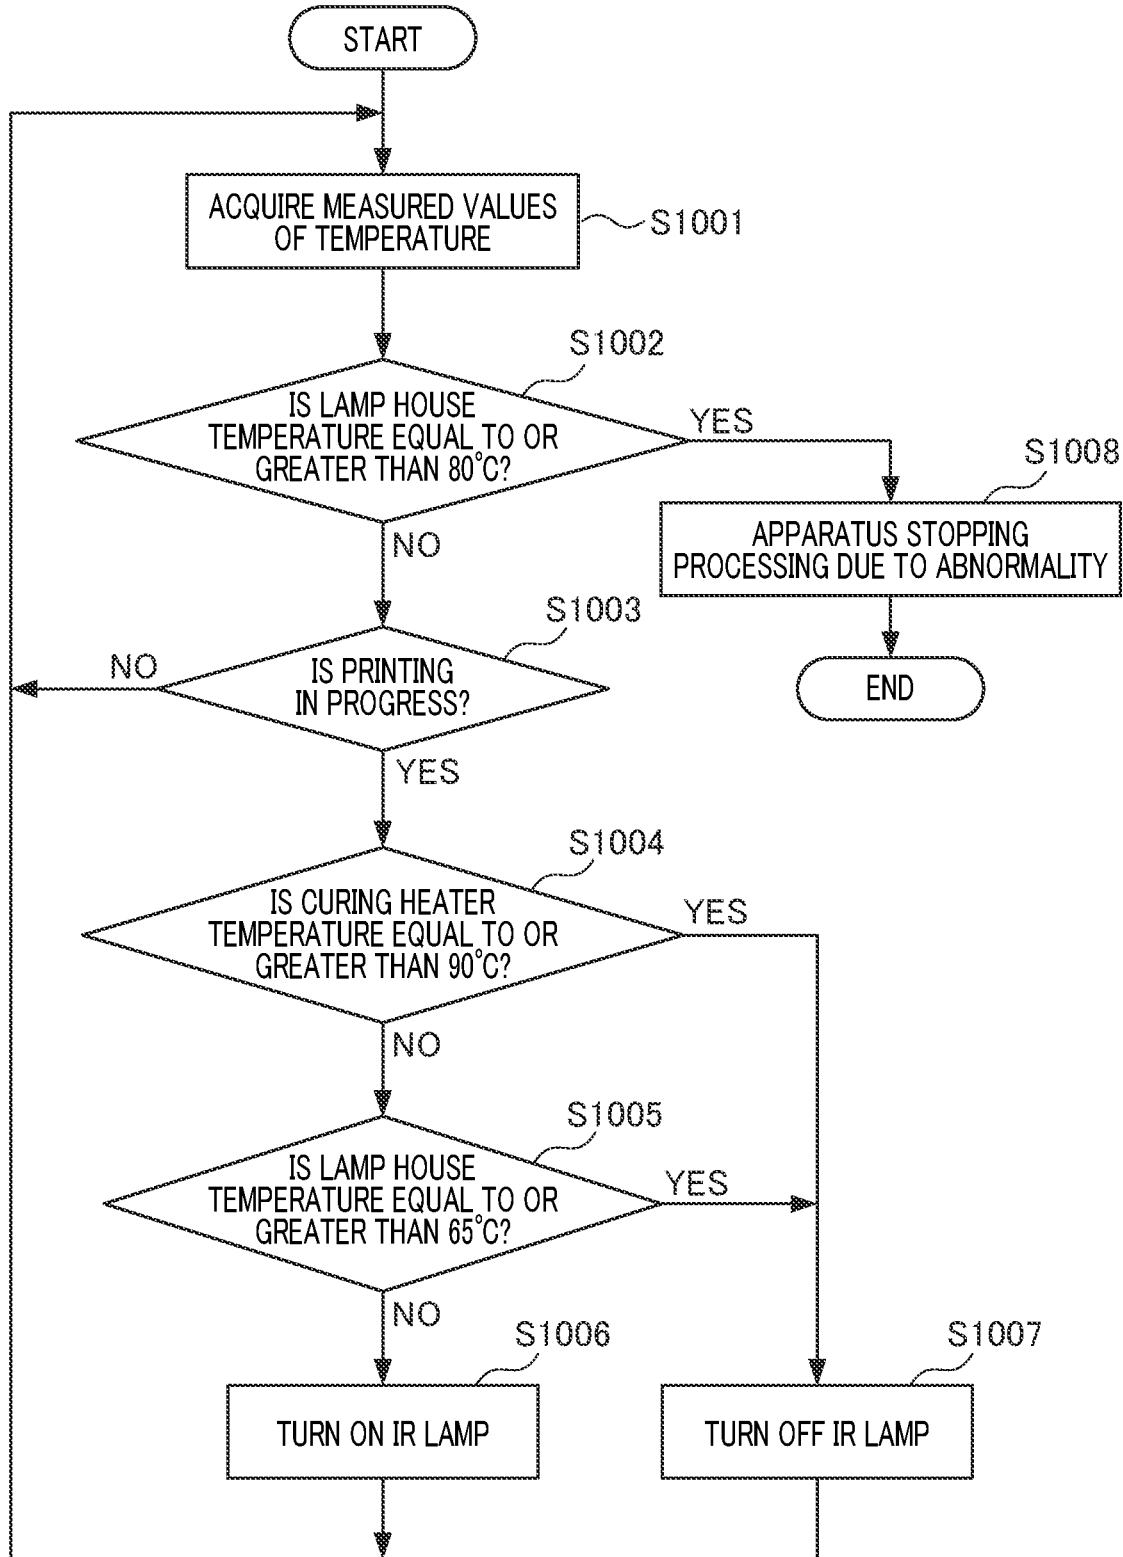 START
ACQUIRE MEASURED VALUES
OF TEMPERATURE
S1001
S1002
IS LAMP HOUSE
TEMPERATURE EQUAL TO OR
GREATER THAN 80°C?
YES
NO
S1008
APPARATUS STOPPING
PROCESSING DUE TO ABNORMALITY
END
S1003
IS PRINTING
IN PROGRESS?
NO
YES
S1004
IS CURING HEATER
TEMPERATURE EQUAL TO OR
GREATER THAN 90°C?
YES
NO
S1005
IS LAMP HOUSE
TEMPERATURE EQUAL TO OR
GREATER THAN 65°C?
YES
NO
S1006
TURN ON IR LAMP
S1007
TURN OFF IR LAMP